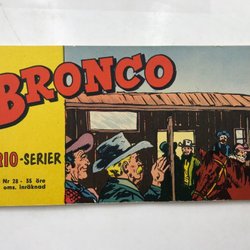 BRONCO
RIO-SERIER
Nr 28 - 35 öre
oms. inräknad